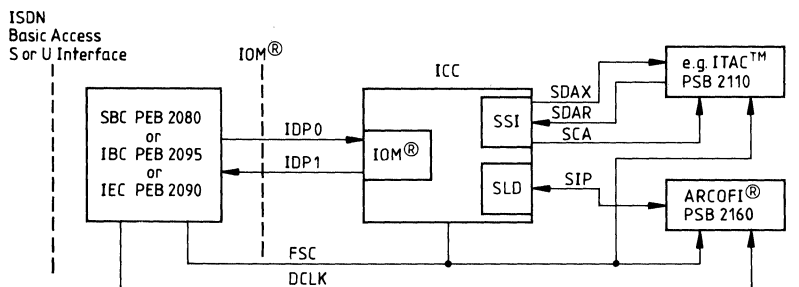 ISDN
Basic Access
S or U Interface
IOM®
ICC
e.g. ITAC™
PSB 2110
SDAX
SDAR
SCA
SSI
SBC PEB 2080
or
IBC PEB 2095
or
IEC PEB 2090
IDP0
IDP1
IOM®
SLD
SIP
ARCOFI®
PSB 2160
FSC
DCLK